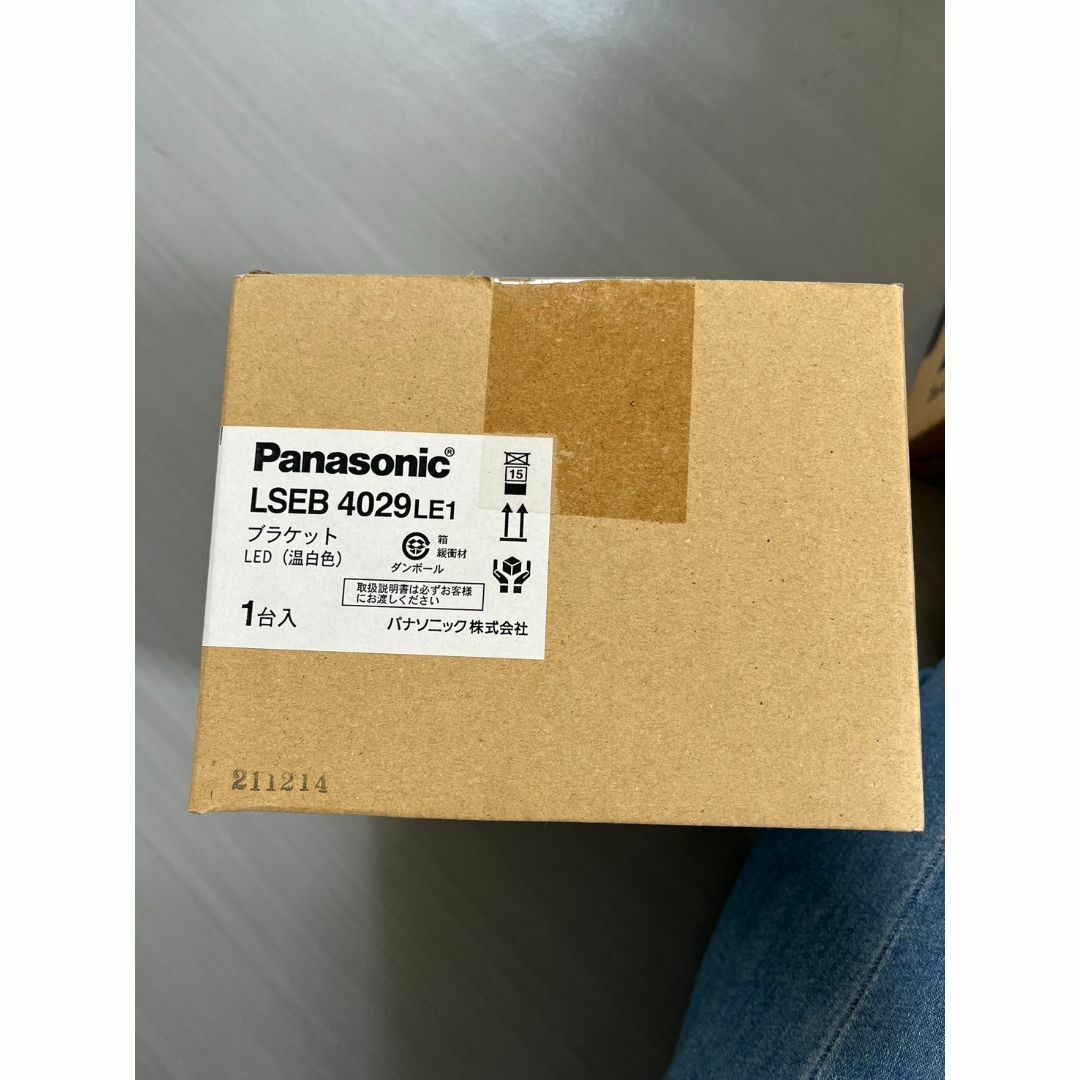 Panasonic®
LSEB 4029 LE1
ブラケット
LED（温白色）
箱
緩衝材
ダンボール
15
取扱説明書は必ずお客様
にお渡しください
1台入
パナソニック株式会社
211214